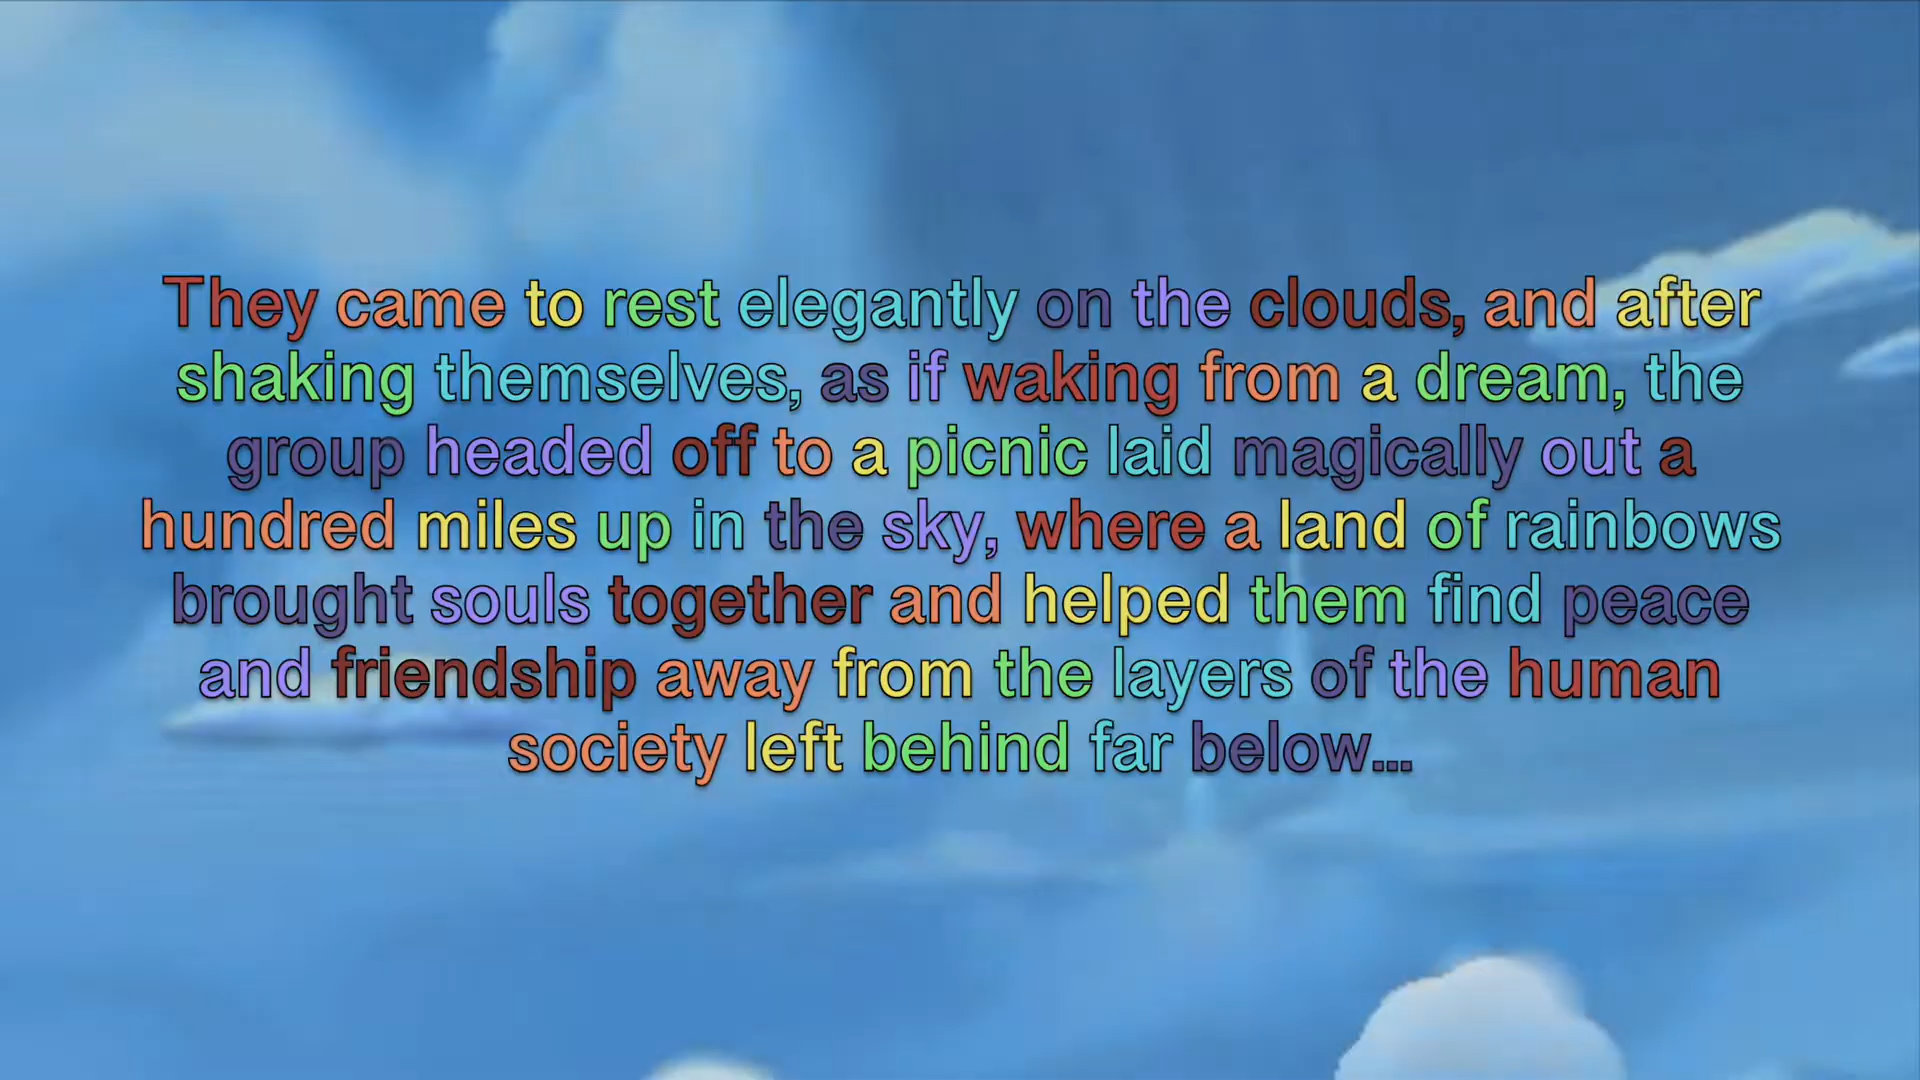 They came to rest elegantly on the clouds, and after
shaking themselves, as if waking from a dream, the
group headed off to a picnic laid magically out a
hundred miles up in the sky, where a land of rainbows
brought souls together and helped them find peace
and friendship away from the layers of the human
society left behind far below...